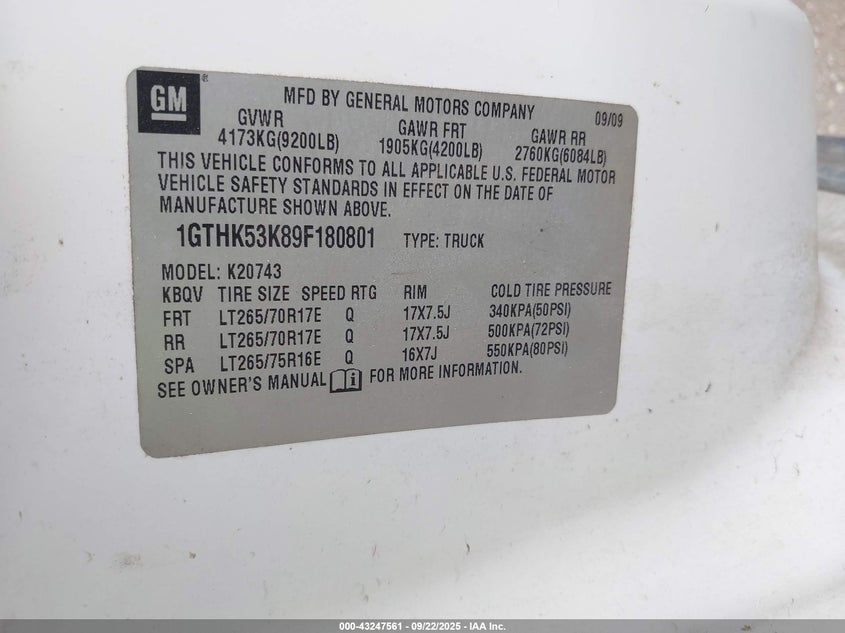 GM ®
MFD BY GENERAL MOTORS COMPANY 09/09
GVWR GAWR FRT GAWR RR
4173KG(9200LB) 1905KG(4200LB) 2760KG(6084LB)
THIS VEHICLE CONFORMS TO ALL APPLICABLE U.S. FEDERAL MOTOR
VEHICLE SAFETY STANDARDS IN EFFECT ON THE DATE OF
MANUFACTURE SHOWN ABOVE.
1GTHK53K89F180801 TYPE: TRUCK
MODEL: K20743
KBQV TIRE SIZE SPEED RTG RIM COLD TIRE PRESSURE
FRT LT265/70R17E Q 17X7.5J 340KPA(50PSI)
RR LT265/70R17E Q 17X7.5J 500KPA(72PSI)
SPA LT265/75R16E Q 16X7J 550KPA(80PSI)
SEE OWNER'S MANUAL FOR MORE INFORMATION.
000-43247561 - 09/22/2025 - IAA Inc.